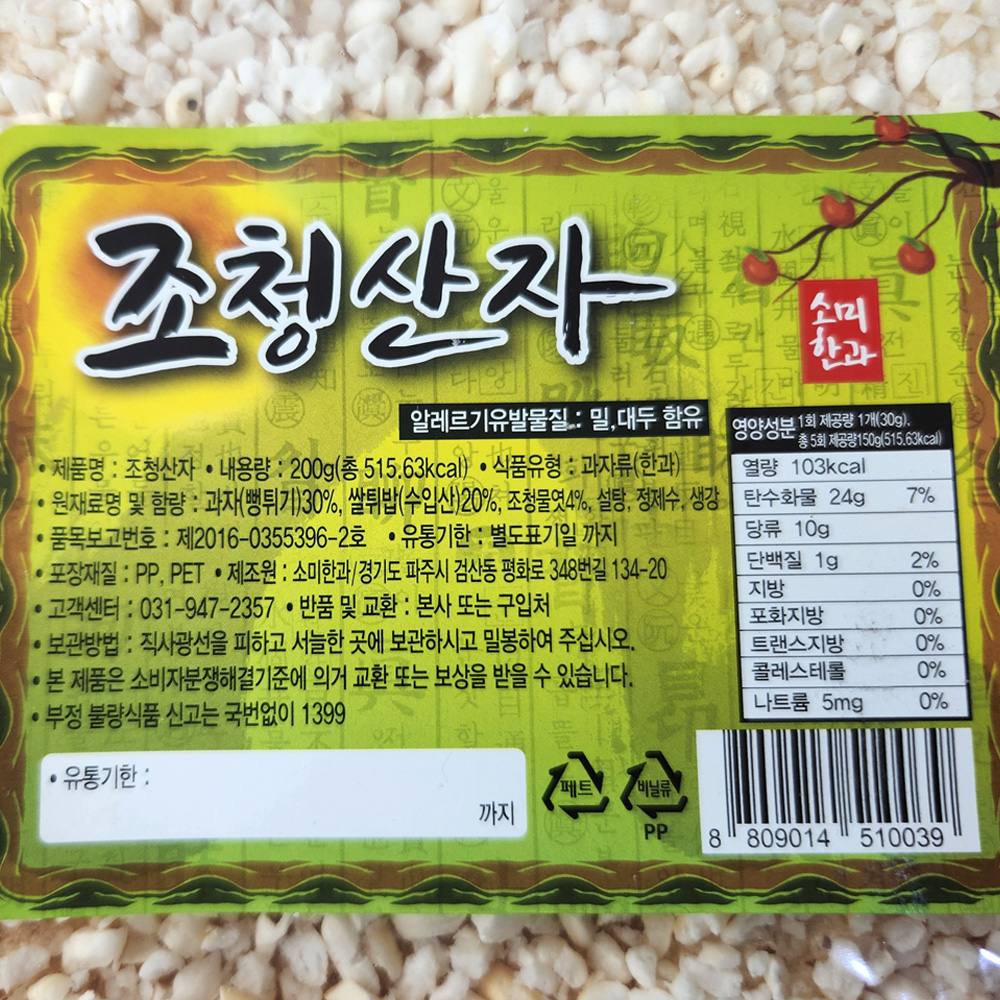 조청산자
소미
한과
알레르기유발물질 : 밀,대두 함유
• 제품명 : 조청산자 • 내용량 : 200g(총 515.63kcal) • 식품유형 : 과자류(한과)
• 원재료명 및 함량 : 과자(뻥튀기)30%, 쌀튀밥(수입산)20%, 조청물엿4%, 설탕, 정제수, 생강
• 품목보고번호 : 제2016-0355396-2호 • 유통기한 : 별도표기일 까지
• 포장재질 : PP, PET • 제조원 : 소미한과/경기도 파주시 검산동 평화로 348번길 134-20
• 고객센터 : 031-947-2357 • 반품 및 교환 : 본사 또는 구입처
• 보관방법 : 직사광선을 피하고 서늘한 곳에 보관하시고 밀봉하여 주십시오.
• 본 제품은 소비자분쟁해결기준에 의거 교환 또는 보상을 받을 수 있습니다.
• 부정 불량식품 신고는 국번없이 1399
• 유통기한 :
까지
영양성분 1회 제공량 1개(30g).
총 5회 제공량150g(515.63kcal)
열량 103kcal
탄수화물 24g 7%
당류 10g
단백질 1g 2%
지방 0%
포화지방 0%
트랜스지방 0%
콜레스테롤 0%
나트륨 5mg 0%
페트
비닐류
PP
8 809014 510039